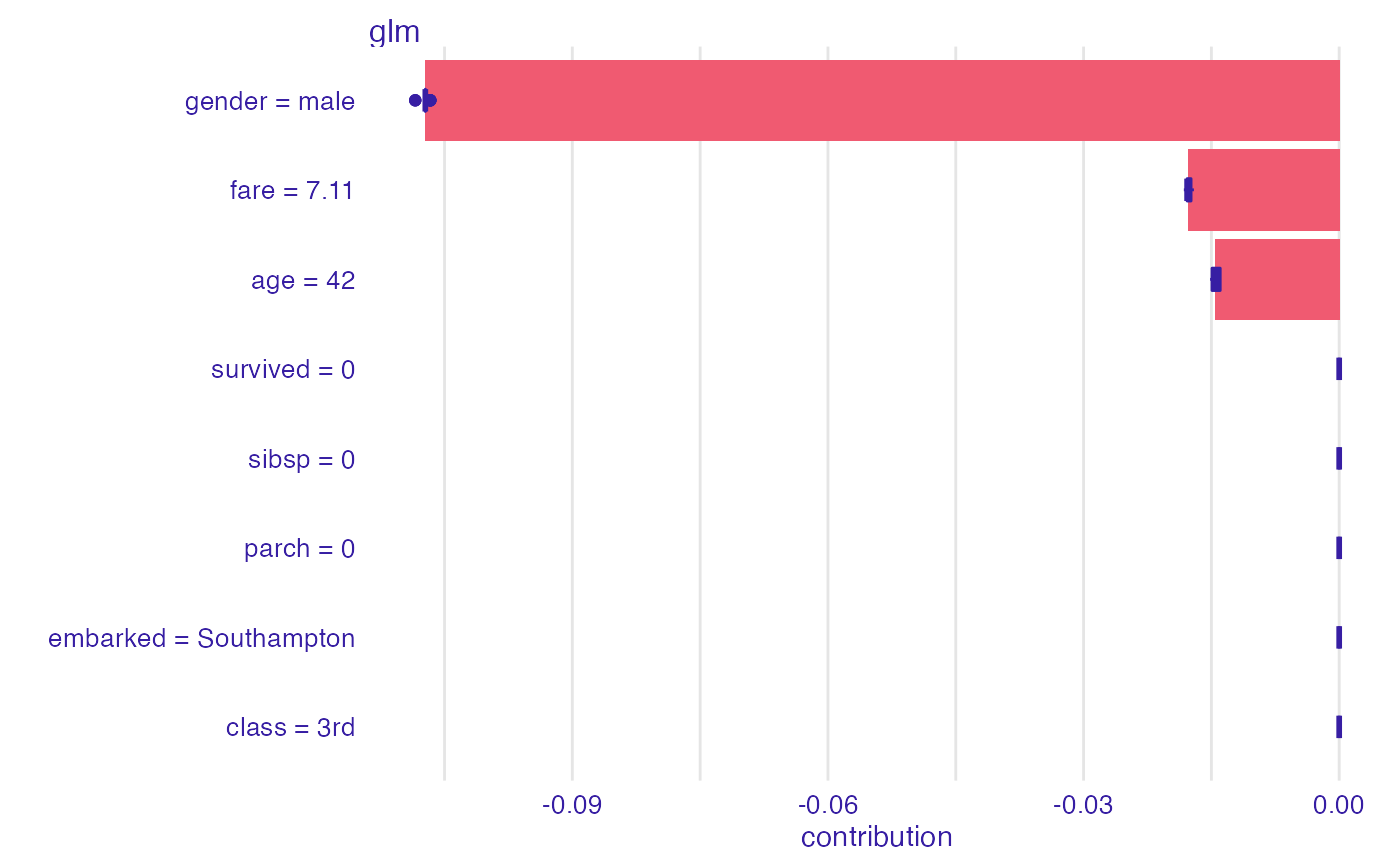 glm
gender = male
fare = 7.11
age = 42
survived = 0
sibsp = 0
parch = 0
embarked = Southampton
class = 3rd
-0.09 -0.06 -0.03 0.00
contribution